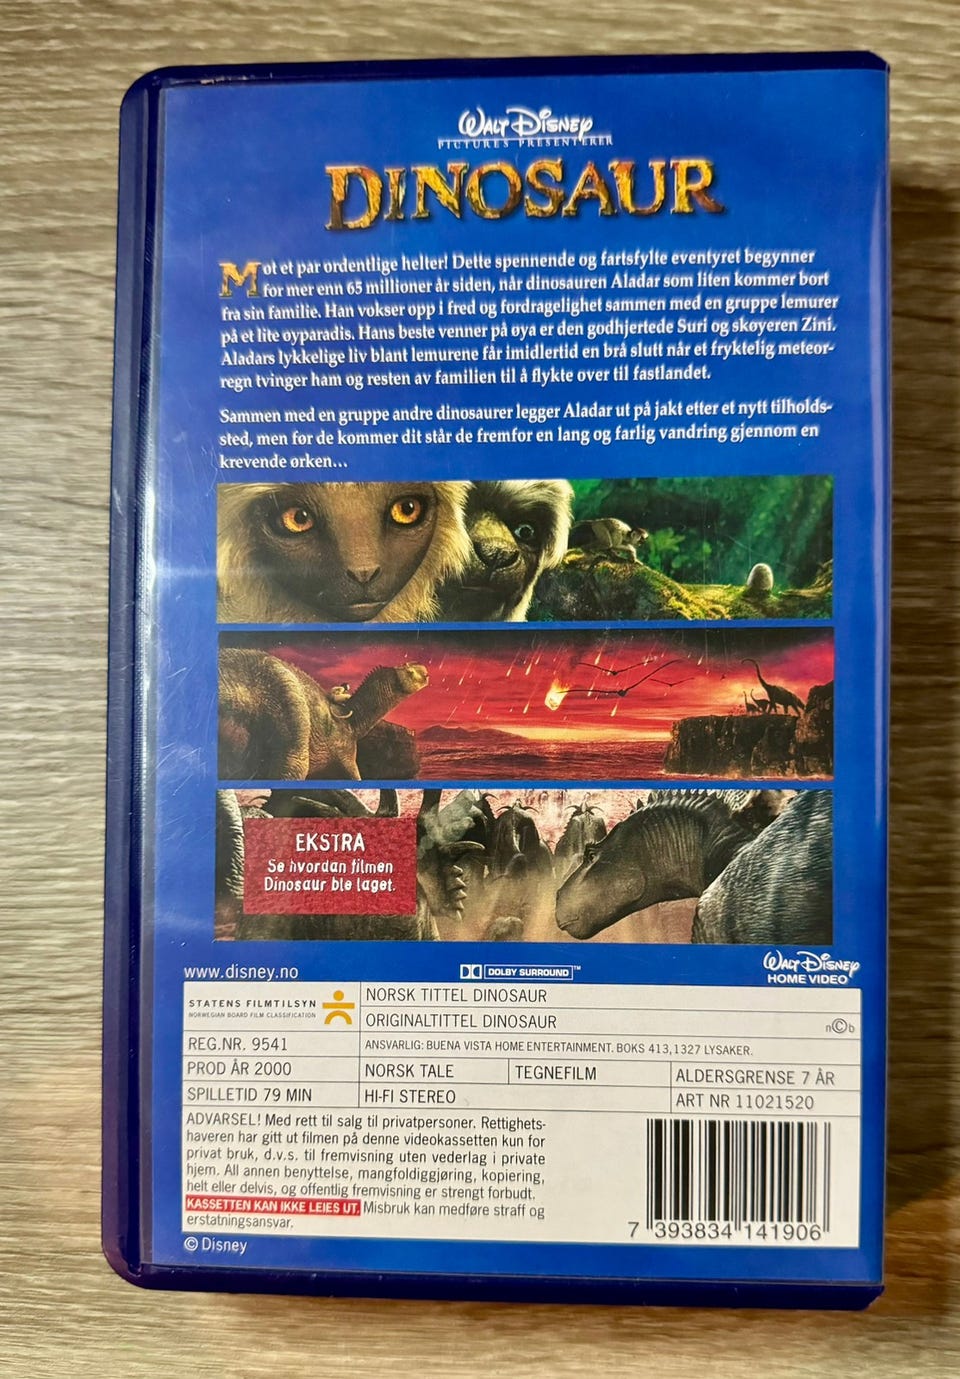 Walt Disney
PICTURES PRESENTERER
DINOSAUR
Mot et par ordentlige helter! Dette spennende og fartsfylte eventyret begynner
for mer enn 65 millioner år siden, når dinosauren Aladar som liten kommer bort
fra sin familie. Han vokser opp i fred og fordragelighet sammen med en gruppe lemurer
på et lite øyparadis. Hans beste venner på øya er den godhjertede Suri og skøyeren Zini.
Aladars lykkelige liv blant lemurene får imidlertid en brå slutt når et fryktelig meteor-
regn tvinger ham og resten av familien til å flykte over til fastlandet.
Sammen med en gruppe andre dinosaurer legger Aladar ut på jakt etter et nytt tilholds-
sted, men før de kommer dit står de fremfor en lang og farlig vandring gjennom en
krevende ørken...
EKSTRA
Se hvordan filmen
Dinosaur ble laget.
www.disney.no
DOLBY SURROUND™
Walt Disney
HOME VIDEO
STATENS FILMTILSYN
NORWEGIAN BOARD FILM CLASSIFICATION
NORSK TITTEL DINOSAUR
ORIGINALTITTEL DINOSAUR
n©b
REG.NR. 9541
ANSVARLIG: BUENA VISTA HOME ENTERTAINMENT. BOKS 413,1327 LYSAKER.
PROD ÅR 2000
NORSK TALE
TEGNEFILM
ALDERSGRENSE 7 ÅR
SPILLETID 79 MIN
HI-FI STEREO
ART NR 11021520
ADVARSEL! Med rett til salg til privatpersoner. Rettighets-
haveren har gitt ut filmen på denne videokassetten kun for
privat bruk, d.v.s. til fremvisning uten vederlag i private
hjem. All annen benyttelse, mangfoldiggjøring, kopiering,
helt eller delvis, og offentlig fremvisning er strengt forbudt.
KASSETTEN KAN IKKE LEIES UT. Misbruk kan medføre straff og
erstatningsansvar.
7 393834 141906
© Disney